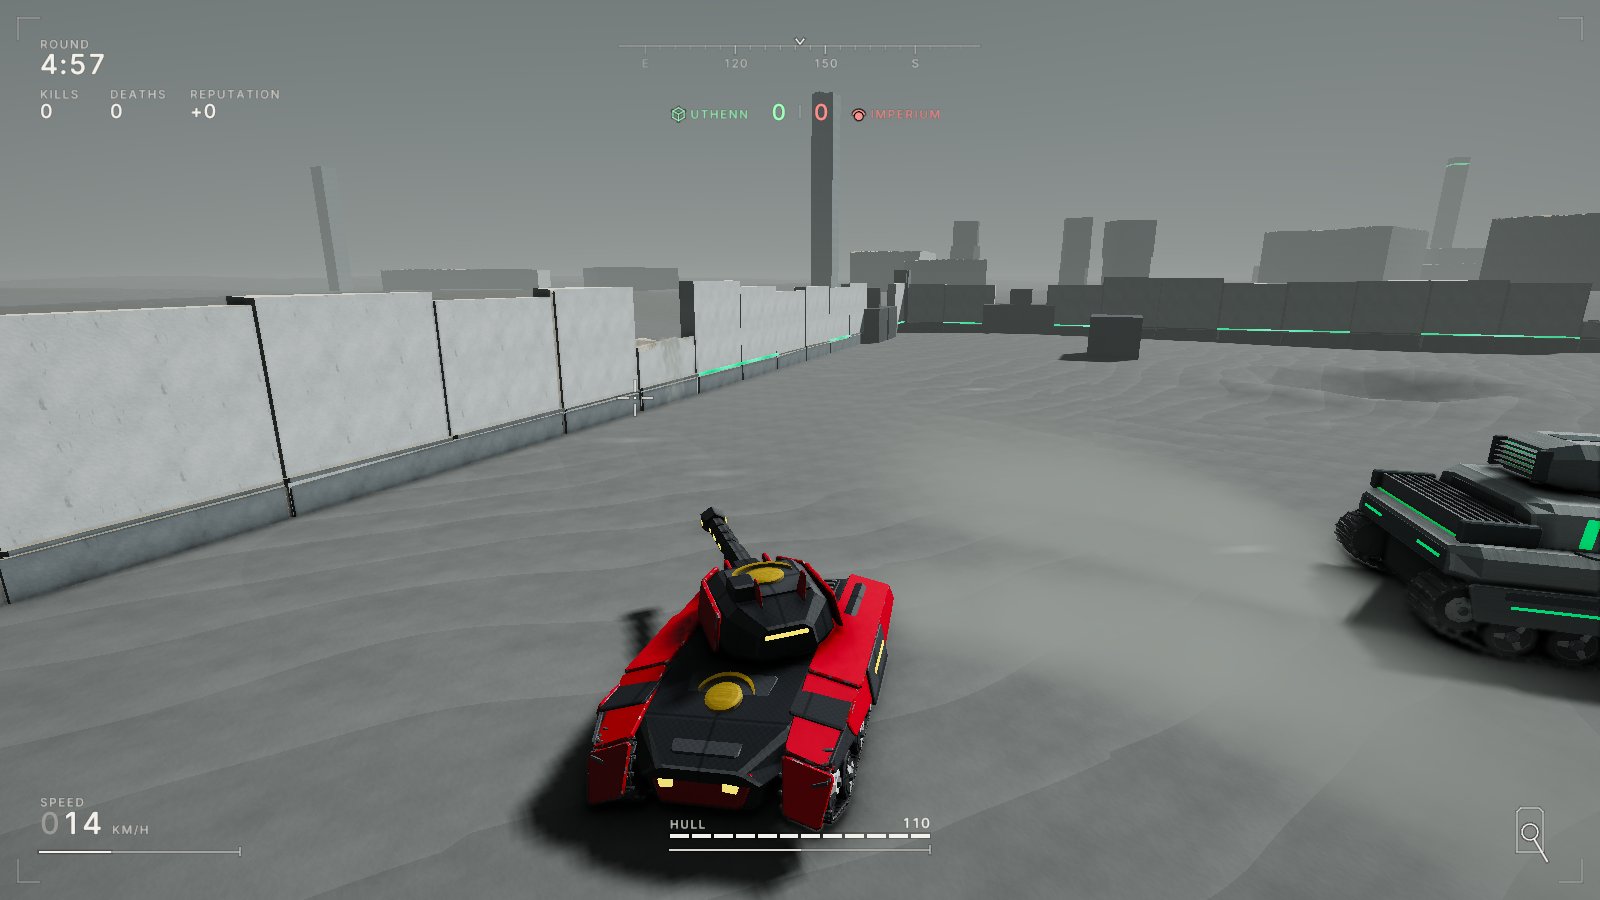 ROUND
4:57
KILLS DEATHS REPUTATION
0 0 +0
E 120 150 S
UTHENN 0 0 IMPERIUM
SPEED
014 KM/H
HULL 110